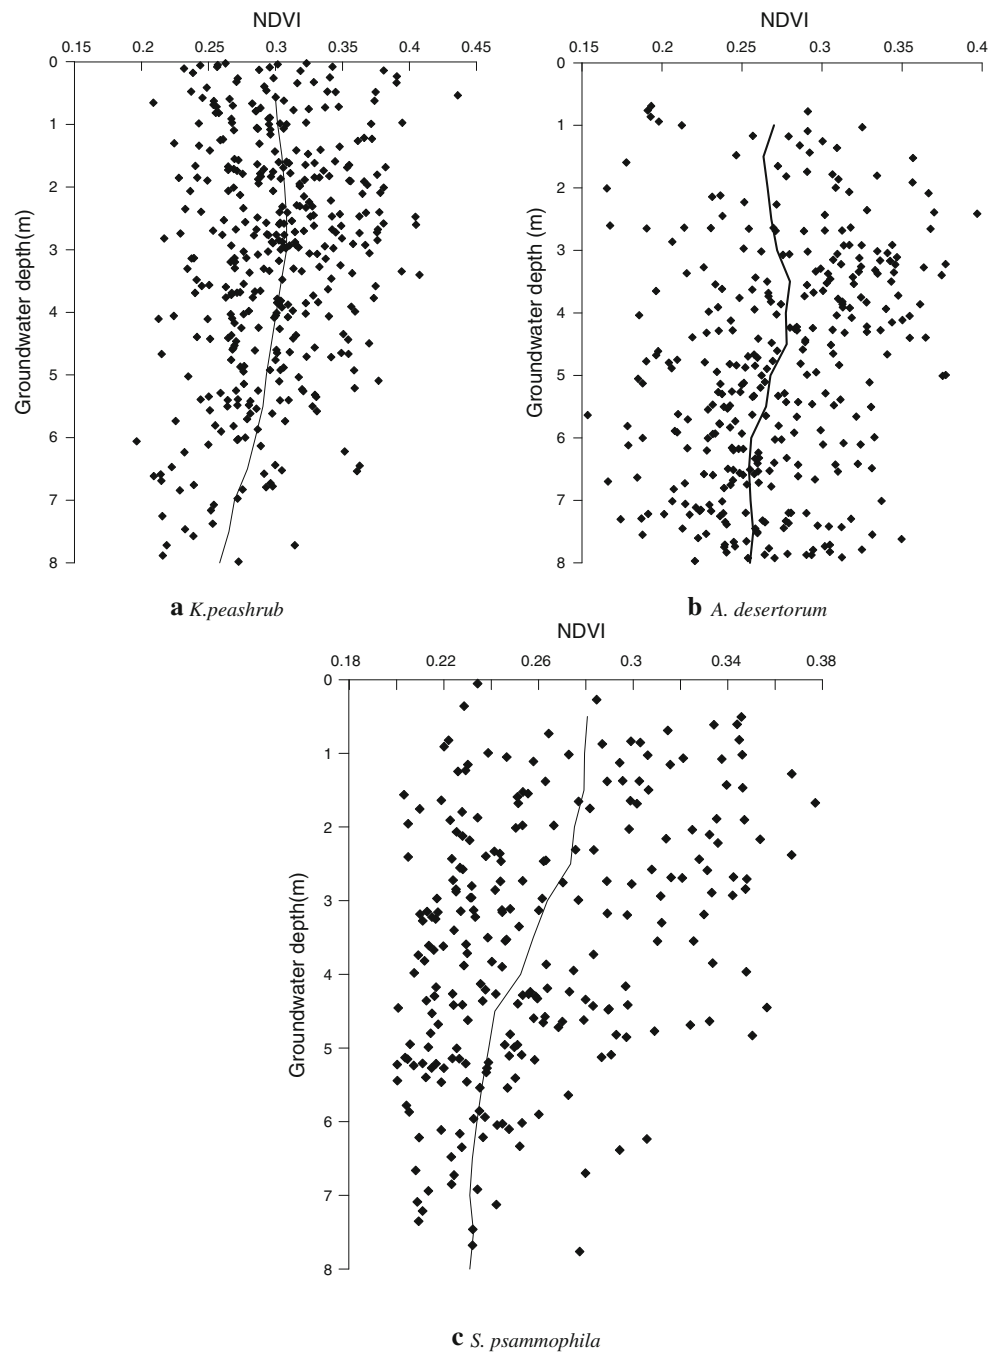 NDVI
0.15 0.2 0.25 0.3 0.35 0.4 0.45
0
1
2
3
4
5
6
7
8
Groundwater depth(m)
a K.peashrub
NDVI
0.15 0.2 0.25 0.3 0.35 0.4
0
1
2
3
4
5
6
7
8
Groundwater depth (m)
b A. desertorum
NDVI
0.18 0.22 0.26 0.3 0.34 0.38
0
1
2
3
4
5
6
7
8
Groundwater depth(m)
c S. psammophila